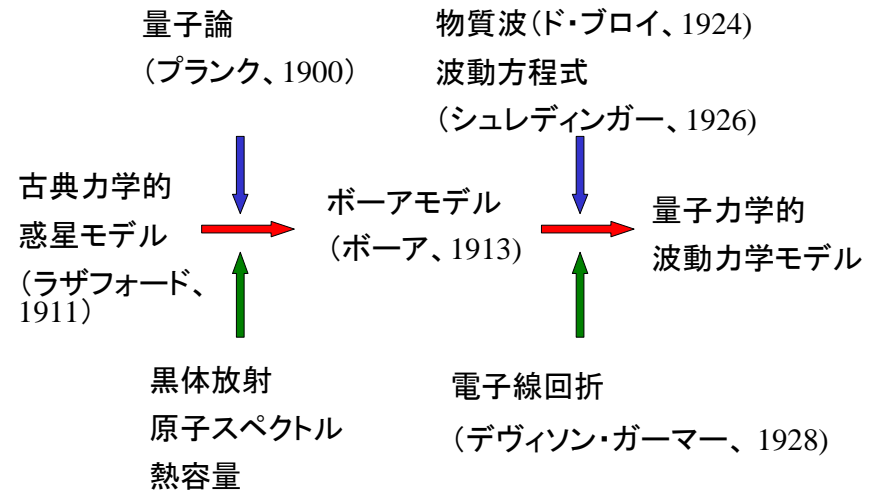 量子論
（プランク、1900）
物質波（ド・ブロイ、1924）
波動方程式
（シュレディンガー、1926）
古典力学的
惑星モデル
（ラザフォード、
1911）
ボーアモデル
（ボーア、1913）
量子力学的
波動力学モデル
黒体放射
原子スペクトル
熱容量
電子線回折
（デヴィソン・ガーマー、1928）